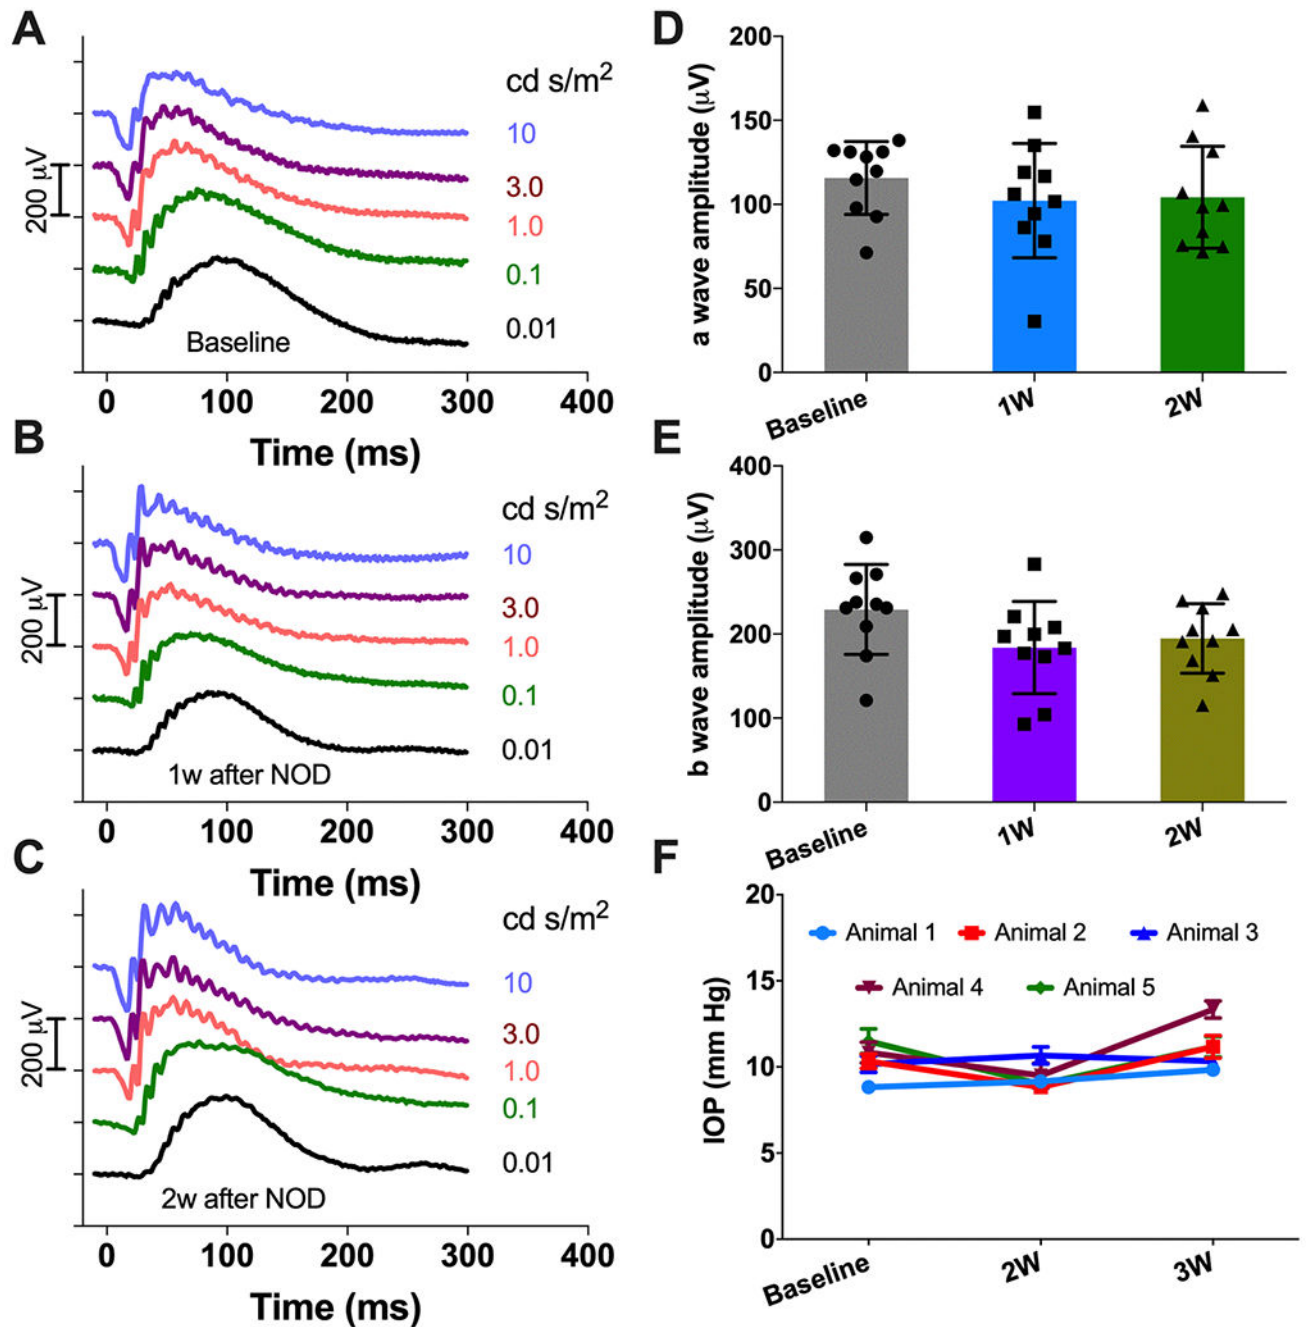 A
cd s/m²
10
3.0
1.0
0.1
0.01
200 μV
Baseline
0 100 200 300 400
Time (ms)
B
cd s/m²
10
3.0
1.0
0.1
0.01
200 μV
1w after NOD
0 100 200 300 400
Time (ms)
C
cd s/m²
10
3.0
1.0
0.1
0.01
200 μV
2w after NOD
0 100 200 300 400
Time (ms)
D
a wave amplitude (μV)
200
150
100
50
0
Baseline 1W 2W
E
b wave amplitude (μV)
400
300
200
100
0
Baseline 1W 2W
F
IOP (mm Hg)
20
15
10
5
0
Animal 1 Animal 2 Animal 3
Animal 4 Animal 5
Baseline 2W 3W